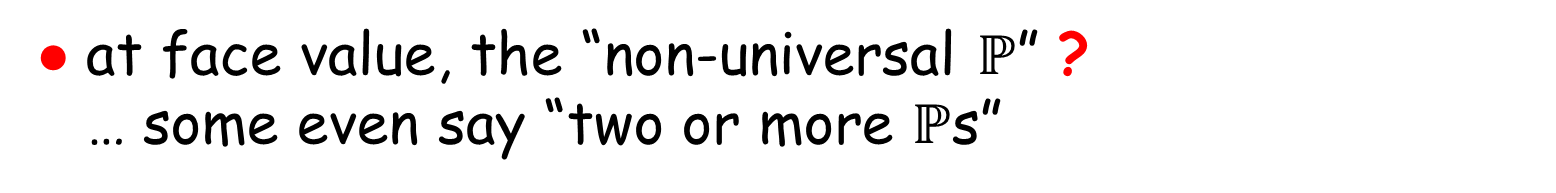 • at face value, the “non-universal ℙ” ?
... some even say “two or more ℙs”